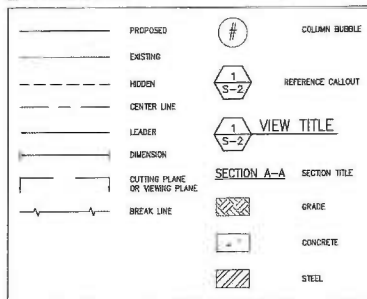 PROPOSED
EXISTING
HIDDEN
CENTER LINE
LEADER
DIMENSION
CUTTING PLANE
OR VIEWING PLANE
BREAK LINE
# COLUMN BUBBLE
1
S-2
REFERENCE CALLOUT
1
S-2
VIEW TITLE
SECTION A-A SECTION TITLE
GRADE
CONCRETE
STEEL